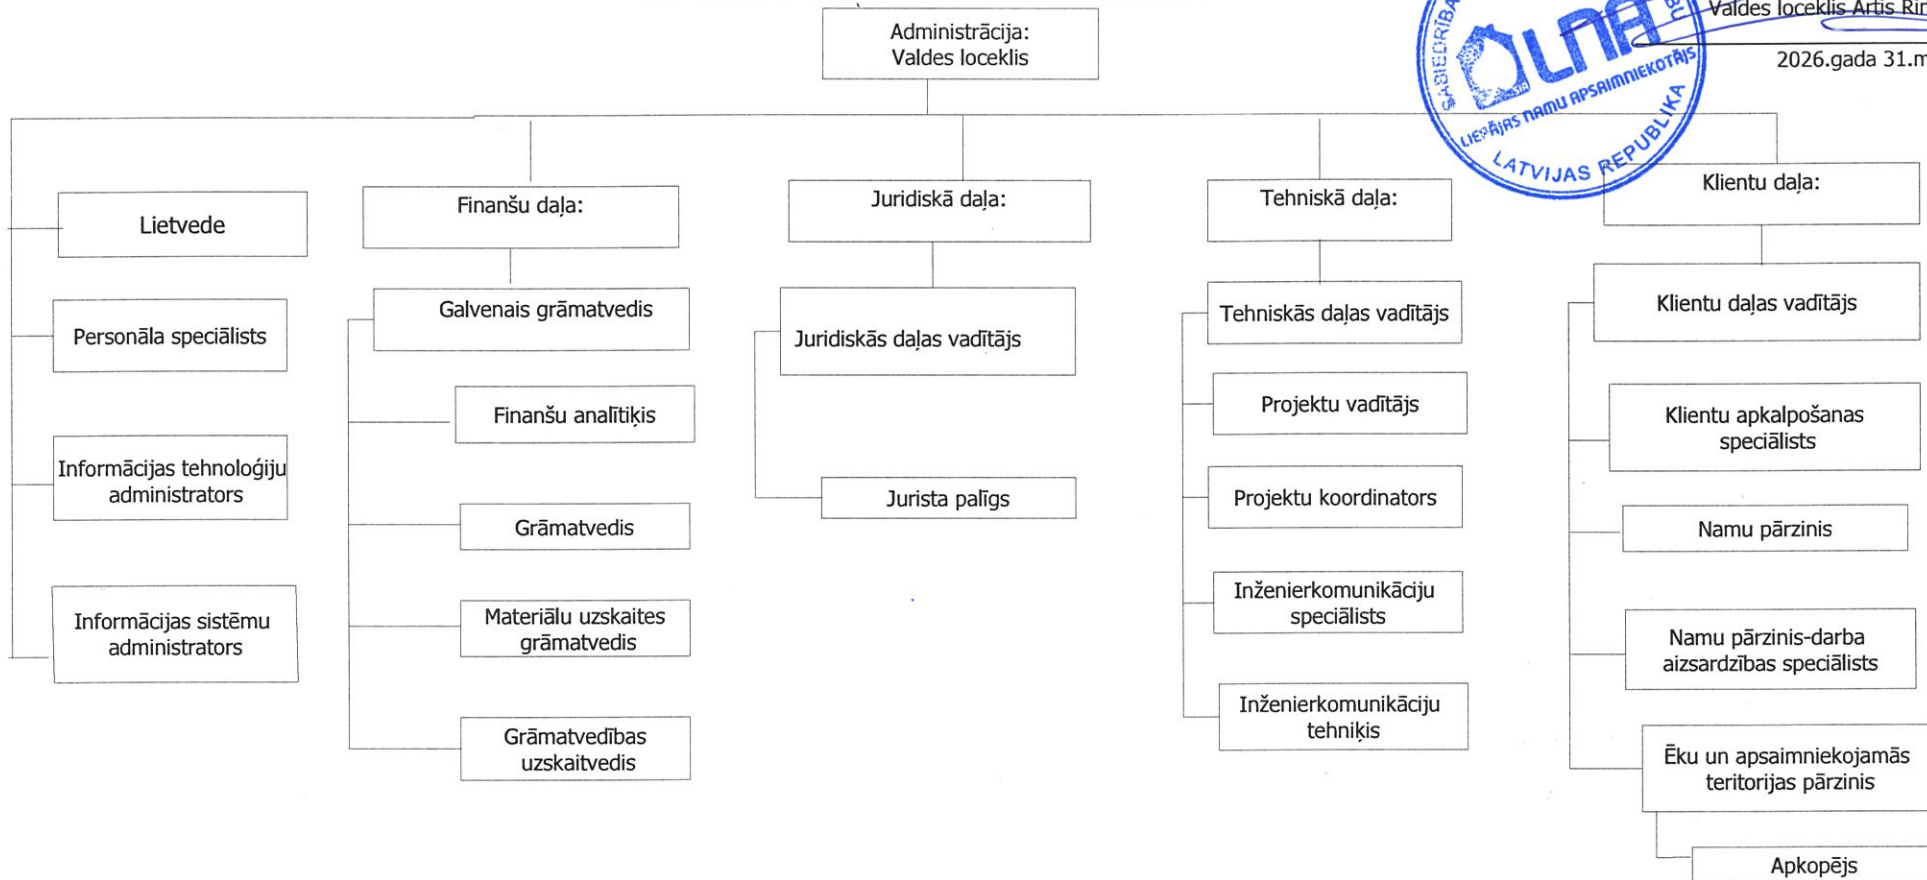 Administrācija:
Valdes loceklis
Valdes loceklis Artis
2026.gada 31.
LNA
LIEPĀJAS NAMU APSAIMNIEKOTĀJS
LATVIJAS REPUBLIKA
Lietvede
Personāla speciālists
Informācijas tehnoloģiju
administrators
Informācijas sistēmu
administrators
Finanšu daļa:
Galvenais grāmatvedis
Finanšu analītiķis
Grāmatvedis
Materiālu uzskaites
grāmatvedis
Grāmatvedības
uzskaitvedis
Juridiskā daļa:
Juridiskās daļas vadītājs
Jurista palīgs
Tehniskā daļa:
Tehniskās daļas vadītājs
Projektu vadītājs
Projektu koordinators
Inženierkomunikāciju
speciālists
Inženierkomunikāciju
tehniķis
Klientu daļa:
Klientu daļas vadītājs
Klientu apkalpošanas
speciālists
Namu pārzinis
Namu pārzinis-darba
aizsardzības speciālists
Ēku un apsaimniekojamās
teritorijas pārzinis
Apkopējs